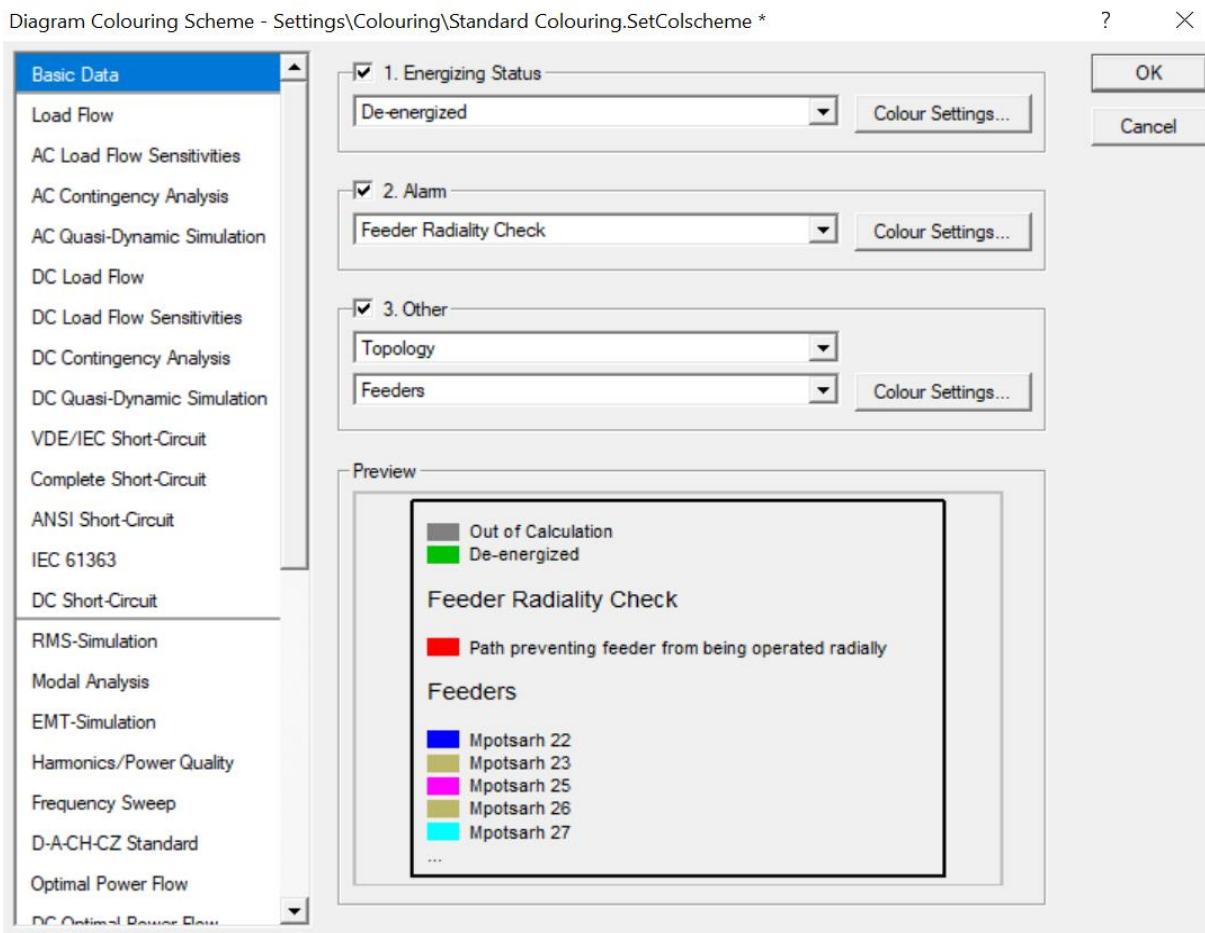 Diagram Colouring Scheme - Settings\Colouring\Standard Colouring.SetColscheme *
?
Basic Data
Load Flow
AC Load Flow Sensitivities
AC Contingency Analysis
AC Quasi-Dynamic Simulation
DC Load Flow
DC Load Flow Sensitivities
DC Contingency Analysis
DC Quasi-Dynamic Simulation
VDE/IEC Short-Circuit
Complete Short-Circuit
ANSI Short-Circuit
IEC 61363
DC Short-Circuit
RMS-Simulation
Modal Analysis
EMT-Simulation
Harmonics/Power Quality
Frequency Sweep
D-A-CH-CZ Standard
Optimal Power Flow
DC Optimal Power Flow
1. Energizing Status
De-energized
Colour Settings...
2. Alarm
Feeder Radiality Check
Colour Settings...
3. Other
Topology
Feeders
Colour Settings...
Preview
Out of Calculation
De-energized
Feeder Radiality Check
Path preventing feeder from being operated radially
Feeders
Mpotsarh 22
Mpotsarh 23
Mpotsarh 25
Mpotsarh 26
Mpotsarh 27
...
OK
Cancel